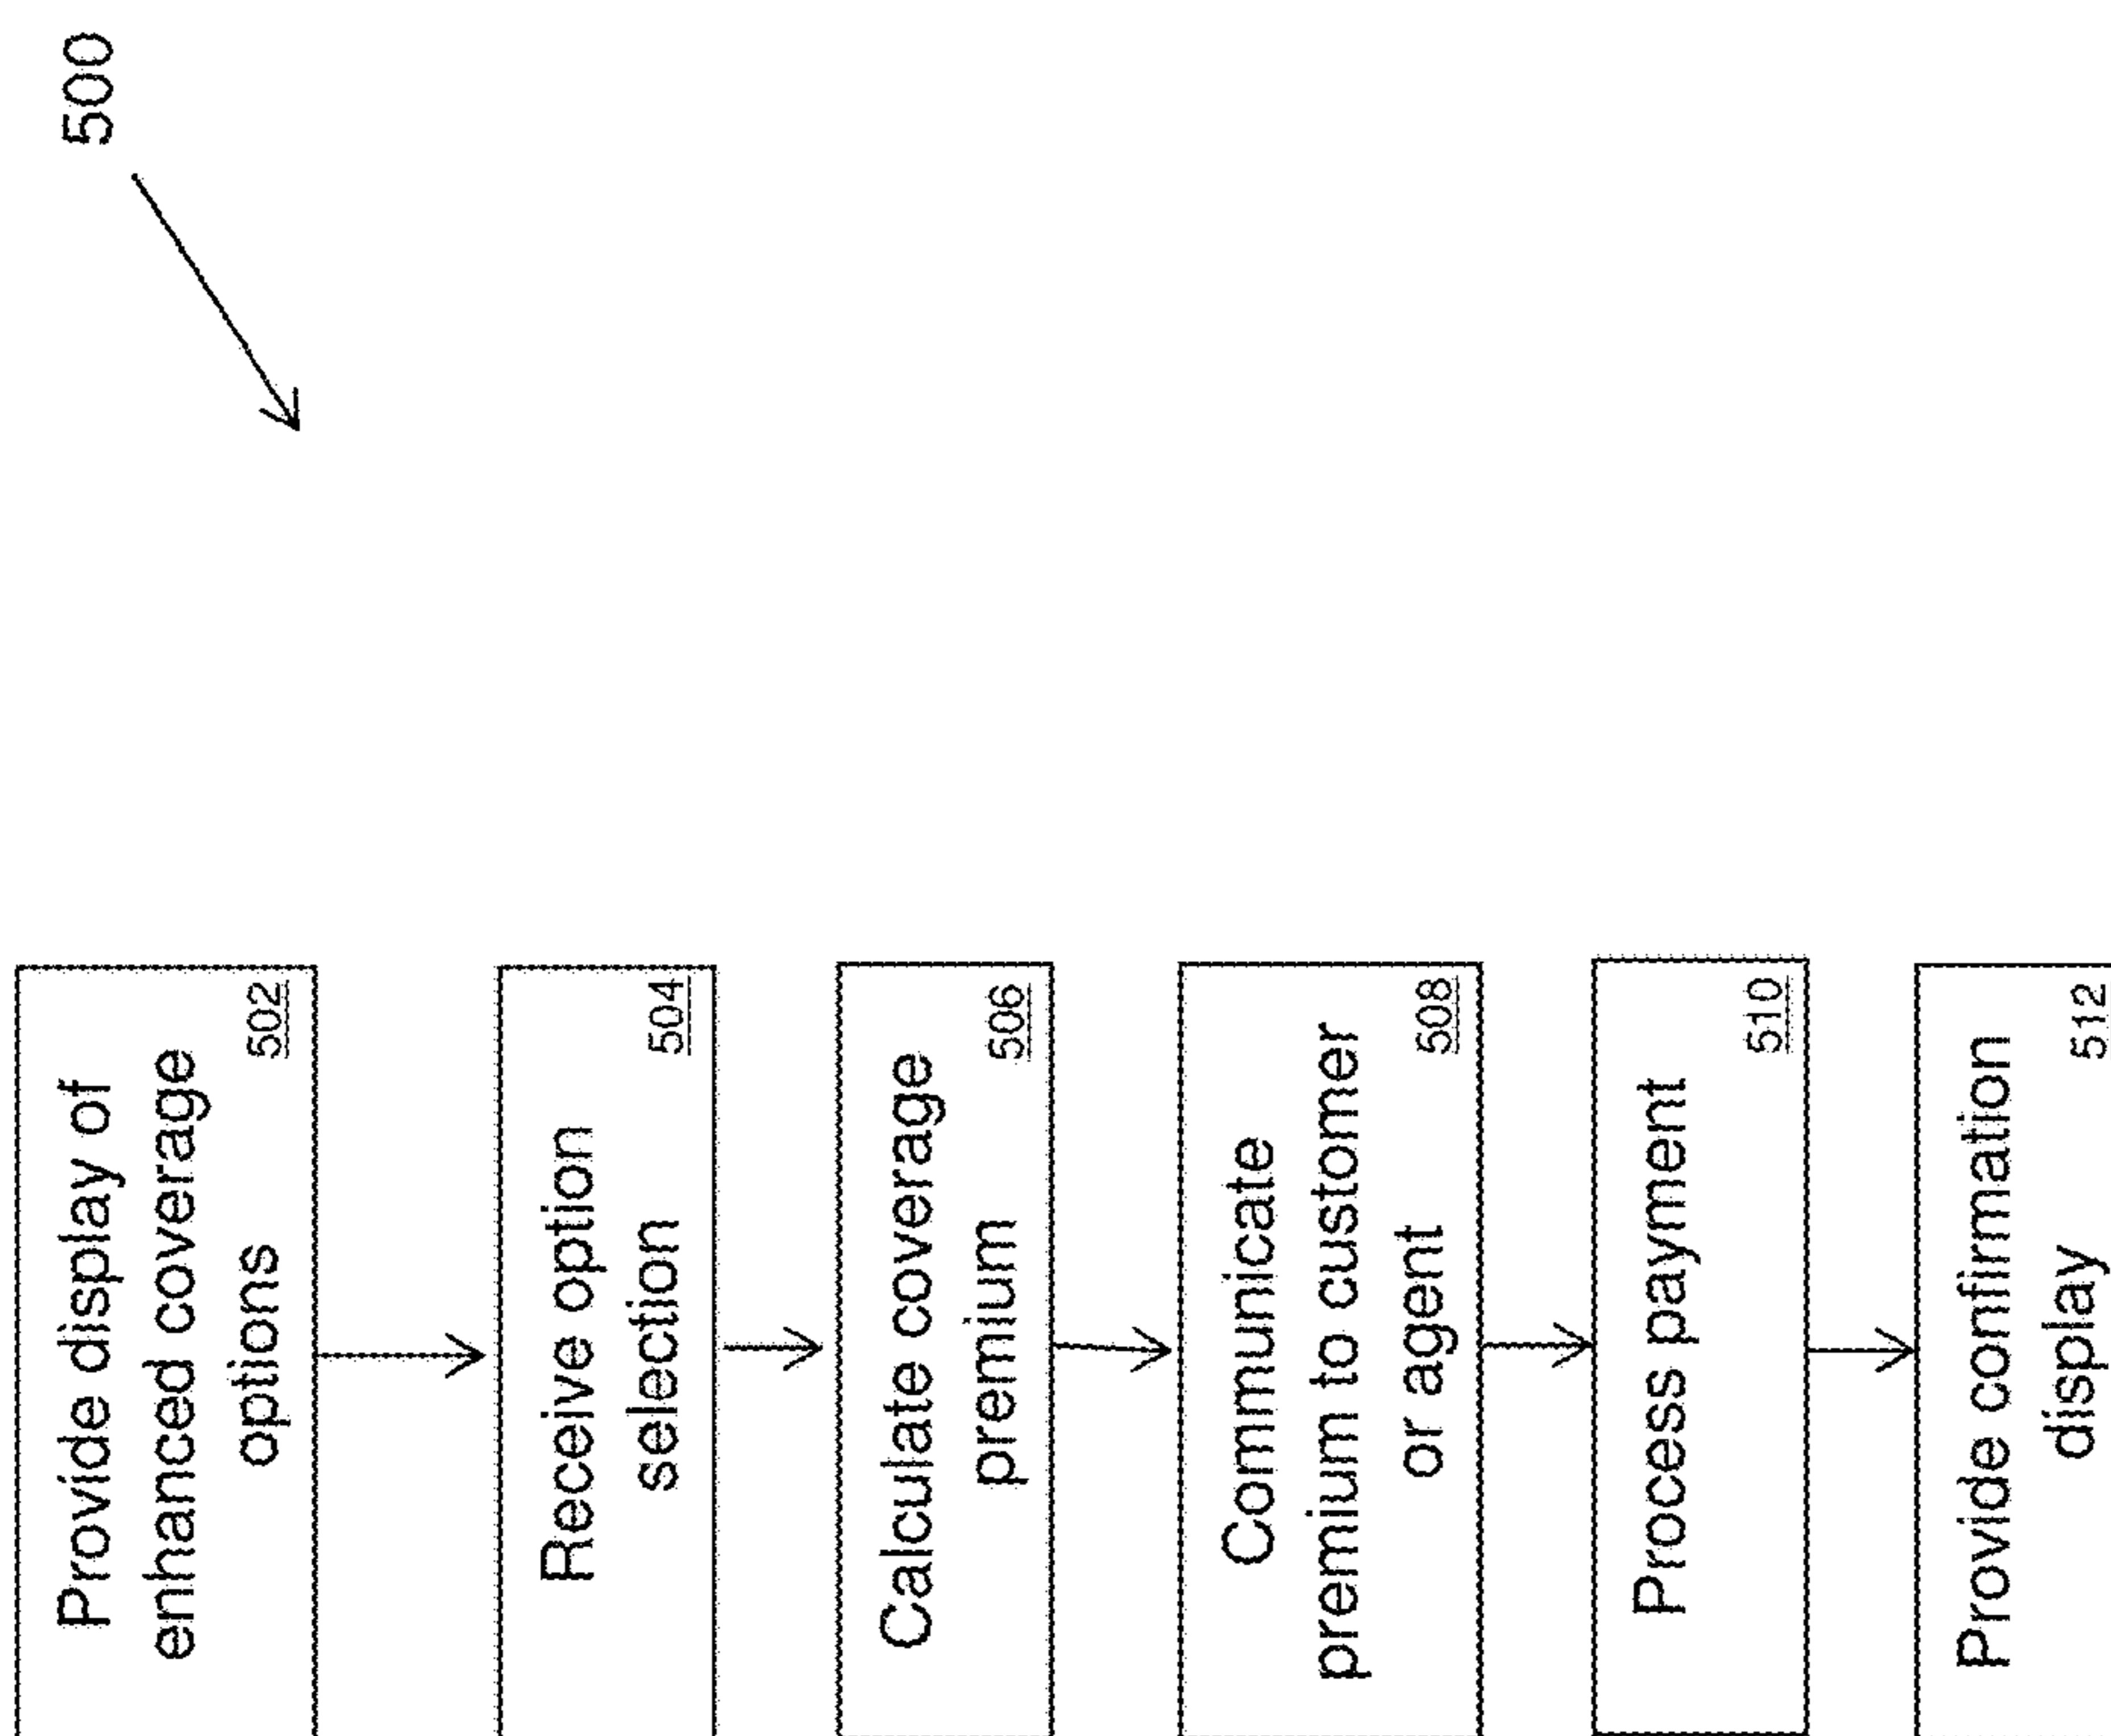 500
Provide display of
enhanced coverage
options
502
Receive option
selection
504
Calculate coverage
premium
506
Communicate
premium to customer
or agent
508
Process payment
510
Provide confirmation
display
512